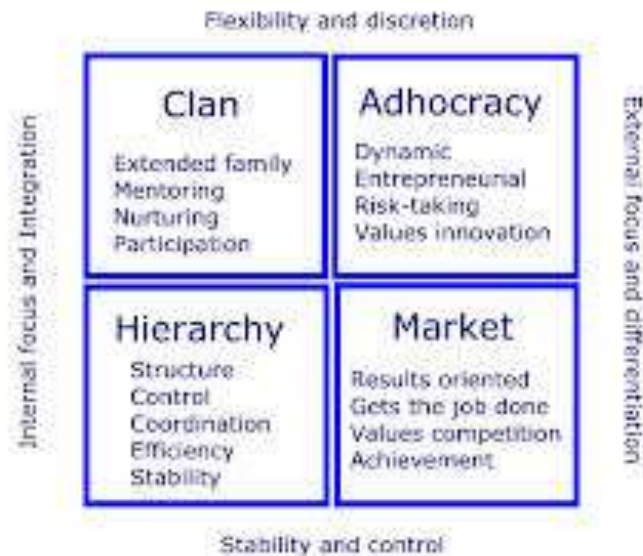 Flexibility and discretion
Internal focus and Integration
Clan
Extended family
Mentoring
Nurturing
Participation
Adhocracy
Dynamic
Entrepreneurial
Risk-taking
Values innovation
External focus and differentiation
Hierarchy
Structure
Control
Coordination
Efficiency
Stability
Market
Results oriented
Gets the job done
Values competition
Achievement
Stability and control